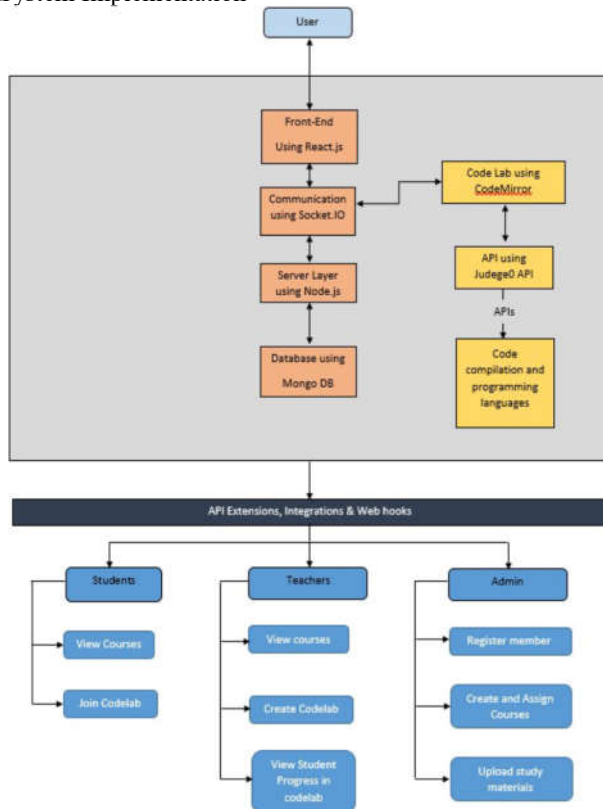 System Implementation
User
Front-End
Using React.js
Communication
using Socket.IO
Server Layer
using Node.js
Database using
Mongo DB
Code Lab using
CodeMirror
API using
Judege0 API
APIs
Code
compilation and
programming
languages
API Extensions, Integrations & Web hooks
Students
View Courses
Join Codelab
Teachers
View courses
Create Codelab
View Student
Progress in
codelab
Admin
Register member
Create and Assign
Courses
Upload study
materials